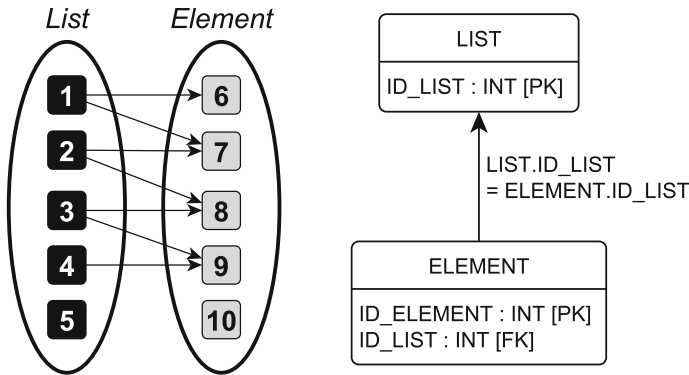 List
Element
1
6
2
7
3
8
4
9
5
10
LIST
ID_LIST : INT [PK]
LIST.ID_LIST
= ELEMENT.ID_LIST
ELEMENT
ID_ELEMENT : INT [PK]
ID_LIST : INT [FK]